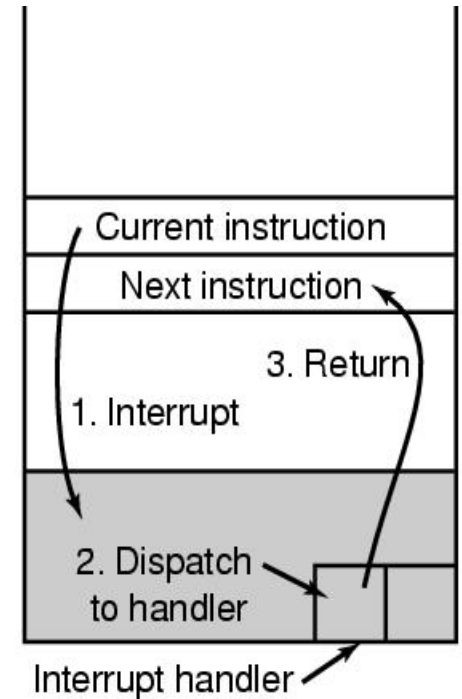 Current instruction
Next instruction
3. Return
1. Interrupt
2. Dispatch
to handler
Interrupt handler